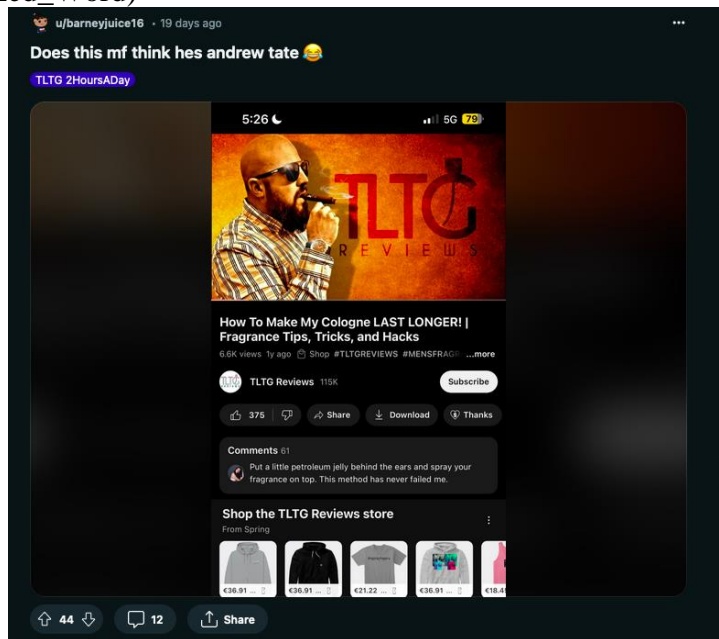 u/barneyjuice16 • 19 days ago
Does this mf think hes andrew tate 😂
TLTG 2HoursADay
5:26
5G 79
TLTG
REVIEWS
How To Make My Cologne LAST LONGER! |
Fragrance Tips, Tricks, and Hacks
6.6K views 1y ago Shop #TLTGREVIEWS #MENSFRAGR ...more
TLTG Reviews 115K
Subscribe
375 Share Download Thanks
Comments 61
Put a little petroleum jelly behind the ears and spray your
fragrance on top. This method has never failed me.
Shop the TLTG Reviews store
From Spring
€36.91 ... €36.91 ... €21.22 ... €36.91 ... €18.4
44 12 Share